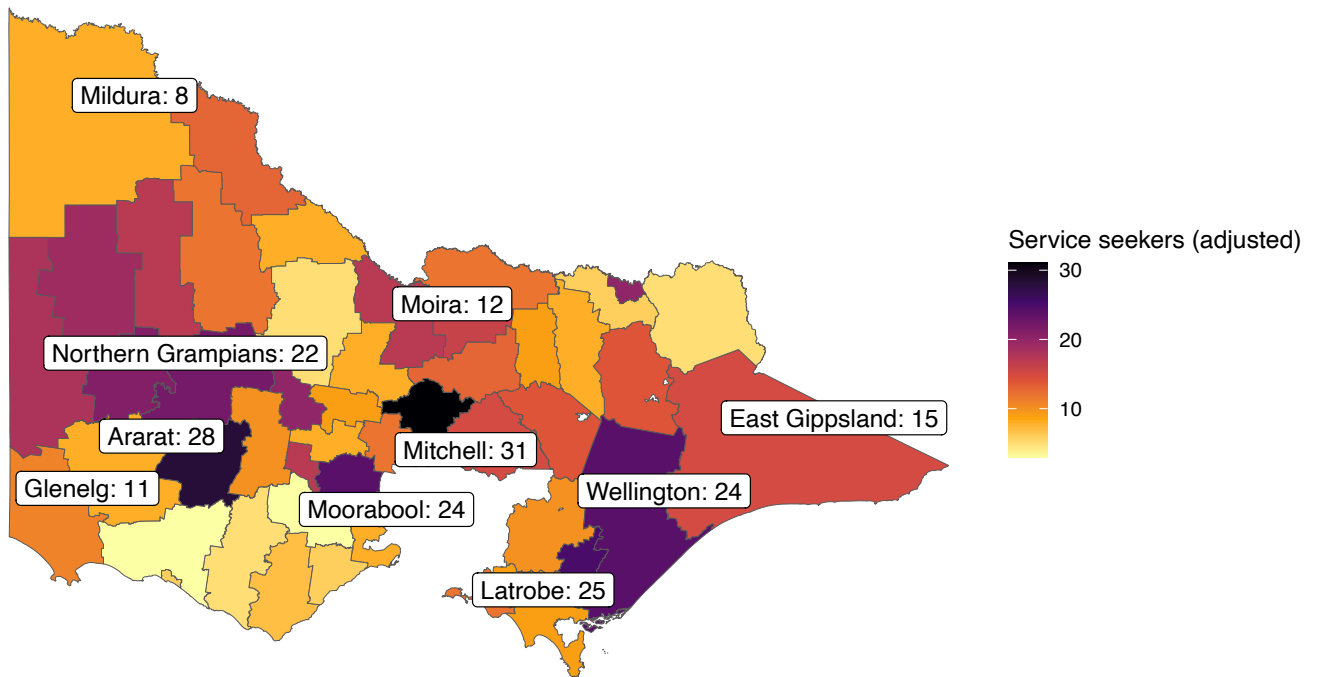 Mildura: 8
Service seekers (adjusted)
30
20
10
Moira: 12
Northern Grampians: 22
East Gippsland: 15
Ararat: 28
Mitchell: 31
Glenelg: 11
Wellington: 24
Moorabool: 24
Latrobe: 25